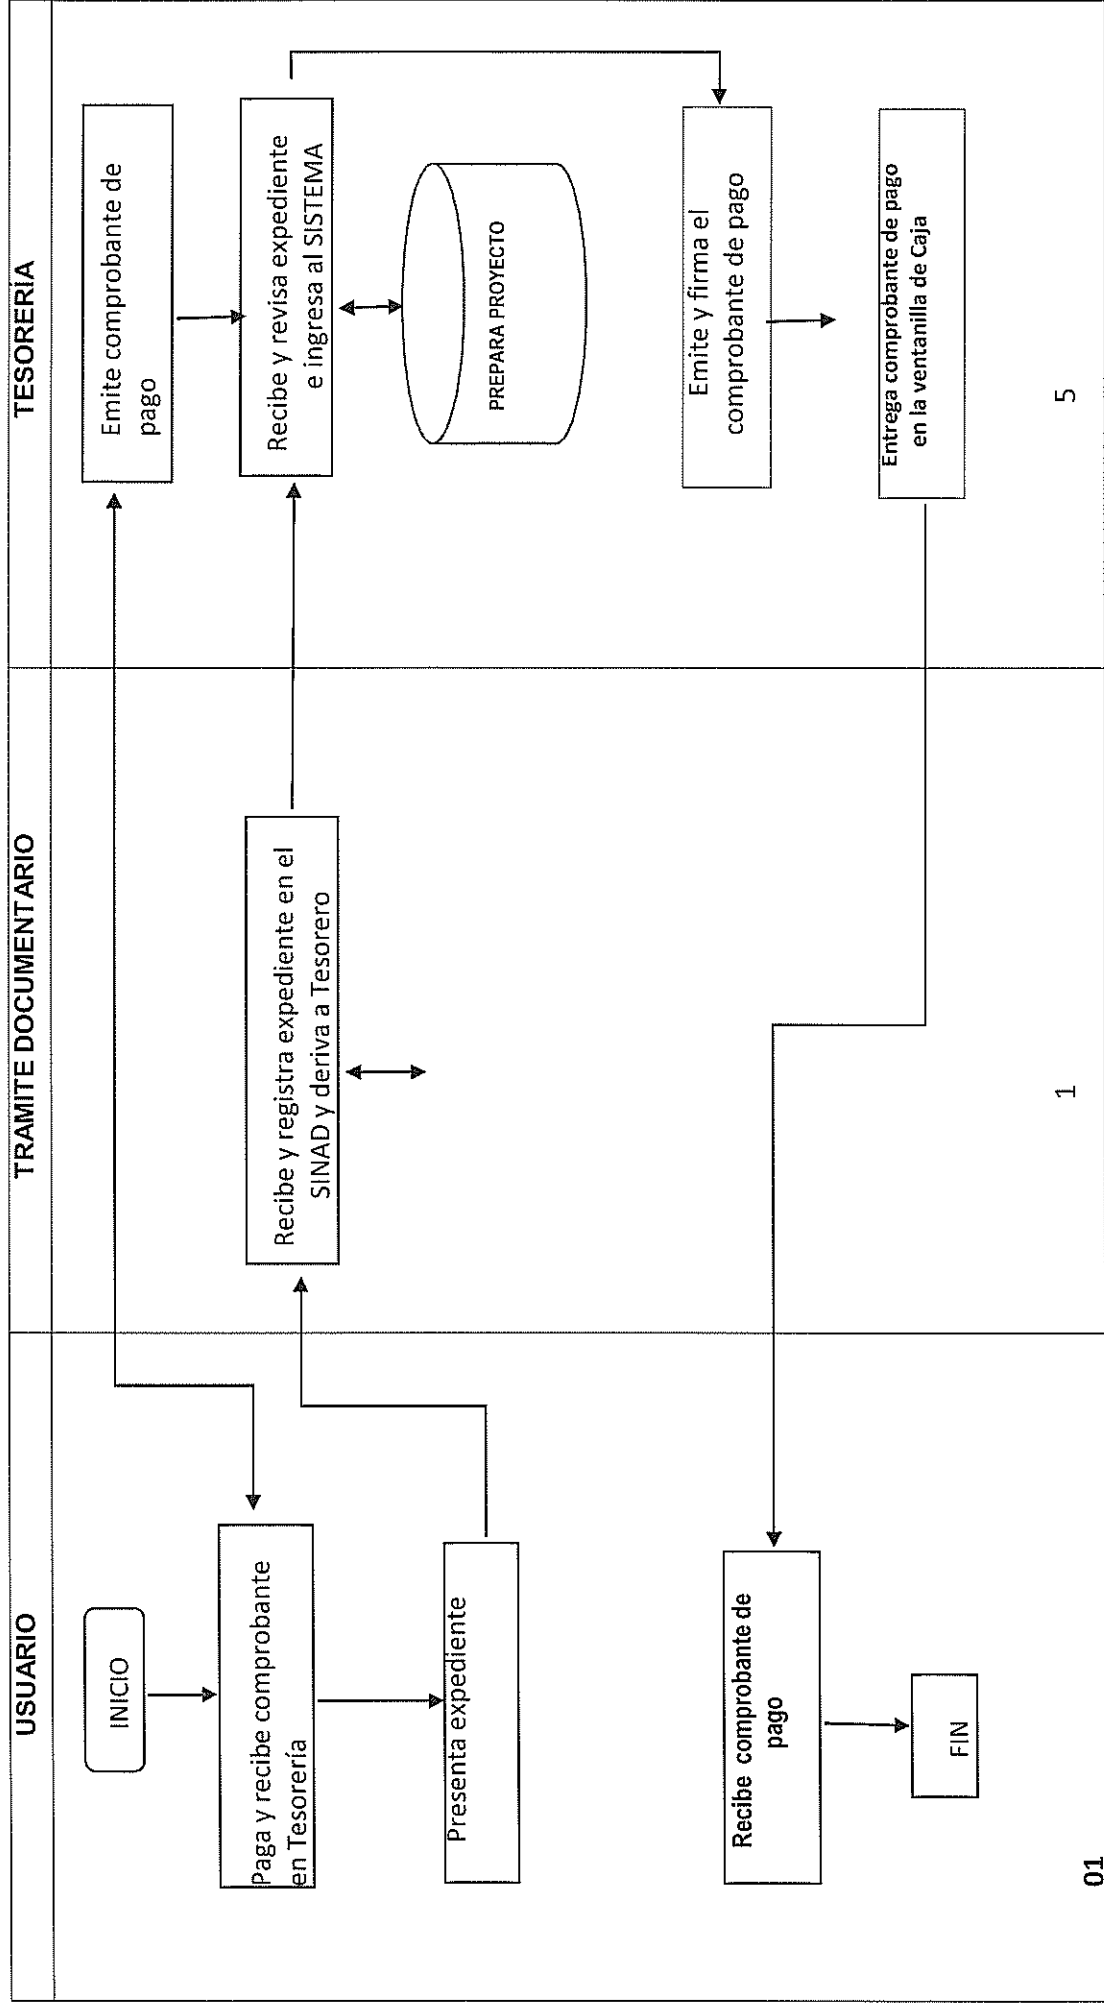 USUARIO
TRAMITE DOCUMENTARIO
TESORERÍA
INICIO
Paga y recibe comprobante
en Tesorería
Presenta expediente
Recibe comprobante de
pago
FIN
01
Recibe y registra expediente en el
SINAD y deriva a Tesorero
1
Emite comprobante de
pago
Recibe y revisa expediente
e ingresa al SISTEMA
PREPARA PROYECTO
Emite y firma el
comprobante de pago
Entrega comprobante de pago
en la ventanilla de Caja
5